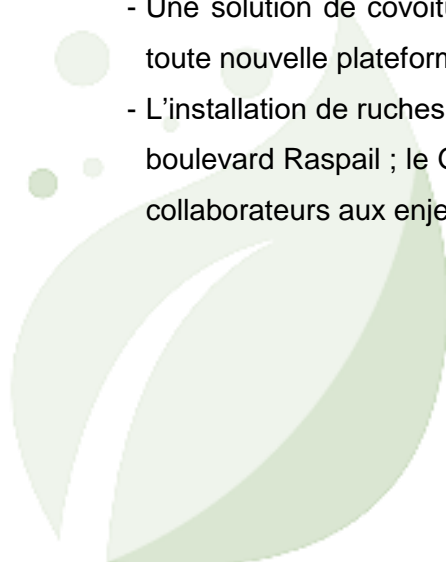 - Une solution de covoitu
toute nouvelle plateform
- L’installation de ruches
boulevard Raspail ; le C
collaborateurs aux enje